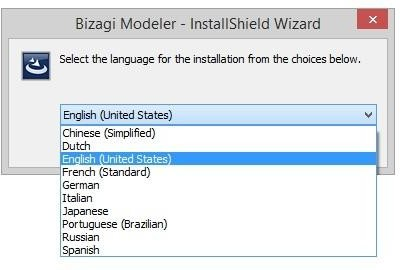 Bizagi Modeler - InstallShield Wizard
Select the language for the installation from the choices below.
English (United States)
Chinese (Simplified)
Dutch
English (United States)
French (Standard)
German
Italian
Japanese
Portuguese (Brazilian)
Russian
Spanish